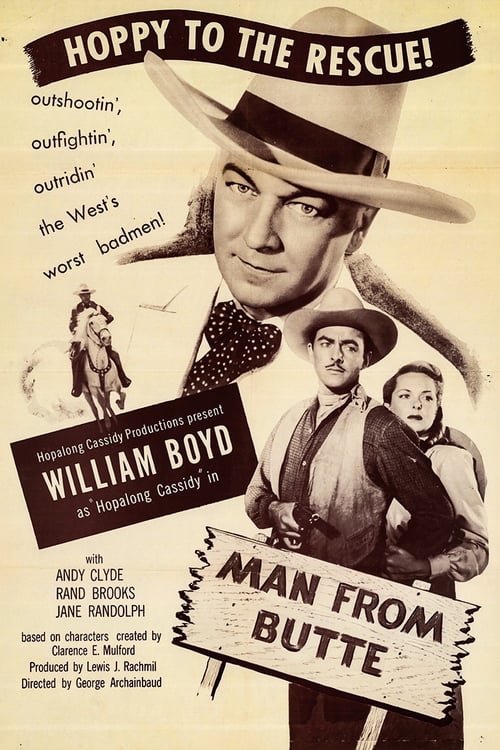 HOPPY TO THE RESCUE!
outshootin',
outfightin',
outridin'
the West's
worst badmen!
Hopalong Cassidy Productions present
WILLIAM BOYD
as "Hopalong Cassidy" in
with
ANDY CLYDE
RAND BROOKS
JANE RANDOLPH
based on characters created by
Clarence E. Mulford
Produced by Lewis J. Rachmil
Directed by George Archainbaud
MAN FROM
BUTTE